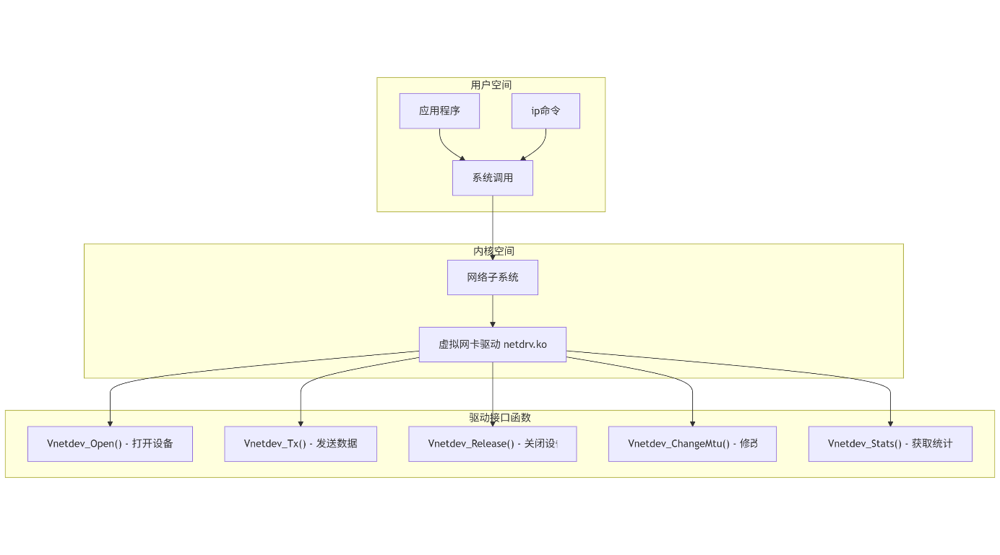 用户空间
应用程序
ip命令
系统调用
内核空间
网络子系统
虚拟网卡驱动 netdrv.ko
驱动接口函数
Vnetdev_Open() - 打开设备
Vnetdev_Tx() - 发送数据
Vnetdev_Release() - 关闭设
Vnetdev_ChangeMtu() - 修改
Vnetdev_Stats() - 获取统计